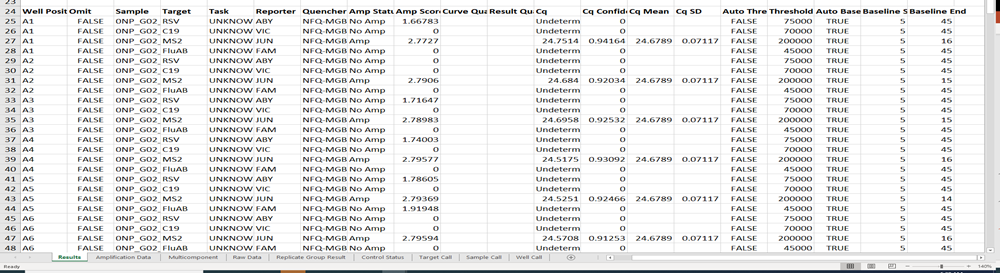 23
24 Well Posit Omit Sample Target Task Reporter Quencher Amp Statu Amp Score Curve Qua Result Qua Cq Cq Confide Cq Mean Cq SD Auto Thre Threshold Auto Base Baseline S Baseline End
25 A1 FALSE 0NP_G02_ RSV UNKNOW ABY NFQ-MGB No Amp 1.66783 Undeterm 0 FALSE 75000 TRUE 5 45
26 A1 FALSE 0NP_G02_ C19 UNKNOW VIC NFQ-MGB No Amp 0 Undeterm 0 FALSE 70000 TRUE 5 45
27 A1 FALSE 0NP_G02_ MS2 UNKNOW JUN NFQ-MGB Amp 2.7727 24.7514 0.94164 24.6789 0.07117 FALSE 200000 TRUE 5 16
28 A1 FALSE 0NP_G02_ FluAB UNKNOW FAM NFQ-MGB No Amp 0 Undeterm 0 FALSE 45000 TRUE 5 45
29 A2 FALSE 0NP_G02_ RSV UNKNOW ABY NFQ-MGB No Amp 0 Undeterm 0 FALSE 75000 TRUE 5 45
30 A2 FALSE 0NP_G02_ C19 UNKNOW VIC NFQ-MGB No Amp 0 Undeterm 0 FALSE 70000 TRUE 5 45
31 A2 FALSE 0NP_G02_ MS2 UNKNOW JUN NFQ-MGB Amp 2.7906 24.684 0.92034 24.6789 0.07117 FALSE 200000 TRUE 5 15
32 A2 FALSE 0NP_G02_ FluAB UNKNOW FAM NFQ-MGB No Amp 0 Undeterm 0 FALSE 45000 TRUE 5 45
33 A3 FALSE 0NP_G02_ RSV UNKNOW ABY NFQ-MGB No Amp 1.71647 Undeterm 0 FALSE 75000 TRUE 5 45
34 A3 FALSE 0NP_G02_ C19 UNKNOW VIC NFQ-MGB No Amp 0 Undeterm 0 FALSE 70000 TRUE 5 45
35 A3 FALSE 0NP_G02_ MS2 UNKNOW JUN NFQ-MGB Amp 2.78983 24.6958 0.92532 24.6789 0.07117 FALSE 200000 TRUE 5 15
36 A3 FALSE 0NP_G02_ FluAB UNKNOW FAM NFQ-MGB No Amp 0 Undeterm 0 FALSE 45000 TRUE 5 45
37 A4 FALSE 0NP_G02_ RSV UNKNOW ABY NFQ-MGB No Amp 1.74003 Undeterm 0 FALSE 75000 TRUE 5 45
38 A4 FALSE 0NP_G02_ C19 UNKNOW VIC NFQ-MGB No Amp 0 Undeterm 0 FALSE 70000 TRUE 5 45
39 A4 FALSE 0NP_G02_ MS2 UNKNOW JUN NFQ-MGB Amp 2.79577 24.5175 0.93092 24.6789 0.07117 FALSE 200000 TRUE 5 16
40 A4 FALSE 0NP_G02_ FluAB UNKNOW FAM NFQ-MGB No Amp 0 Undeterm 0 FALSE 45000 TRUE 5 45
41 A5 FALSE 0NP_G02_ RSV UNKNOW ABY NFQ-MGB No Amp 1.78605 Undeterm 0 FALSE 75000 TRUE 5 45
42 A5 FALSE 0NP_G02_ C19 UNKNOW VIC NFQ-MGB No Amp 0 Undeterm 0 FALSE 70000 TRUE 5 45
43 A5 FALSE 0NP_G02_ MS2 UNKNOW JUN NFQ-MGB Amp 2.79369 24.5251 0.92466 24.6789 0.07117 FALSE 200000 TRUE 5 14
44 A5 FALSE 0NP_G02_ FluAB UNKNOW FAM NFQ-MGB No Amp 1.91948 Undeterm 0 FALSE 45000 TRUE 5 45
45 A6 FALSE 0NP_G02_ RSV UNKNOW ABY NFQ-MGB No Amp 0 Undeterm 0 FALSE 75000 TRUE 5 45
46 A6 FALSE 0NP_G02_ C19 UNKNOW VIC NFQ-MGB No Amp 0 Undeterm 0 FALSE 70000 TRUE 5 45
47 A6 FALSE 0NP_G02_ MS2 UNKNOW JUN NFQ-MGB Amp 2.79594 24.5708 0.91253 24.6789 0.07117 FALSE 200000 TRUE 5 16
48 A6 FALSE 0NP_G02_ FluAB UNKNOW FAM NFQ-MGB No Amp 0 Undeterm 0 FALSE 45000 TRUE 5 45
Results Amplification Data Multicomponent Raw Data Replicate Group Result Control Status Target Call Sample Call Well Call
Ready 140%